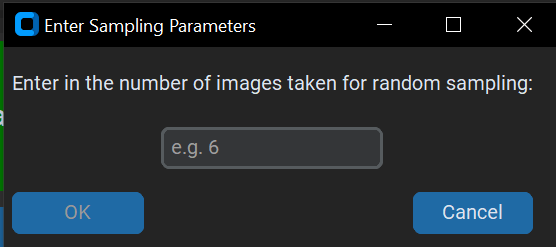 Enter Sampling Parameters
Enter in the number of images taken for random sampling:
e.g. 6
OK
Cancel